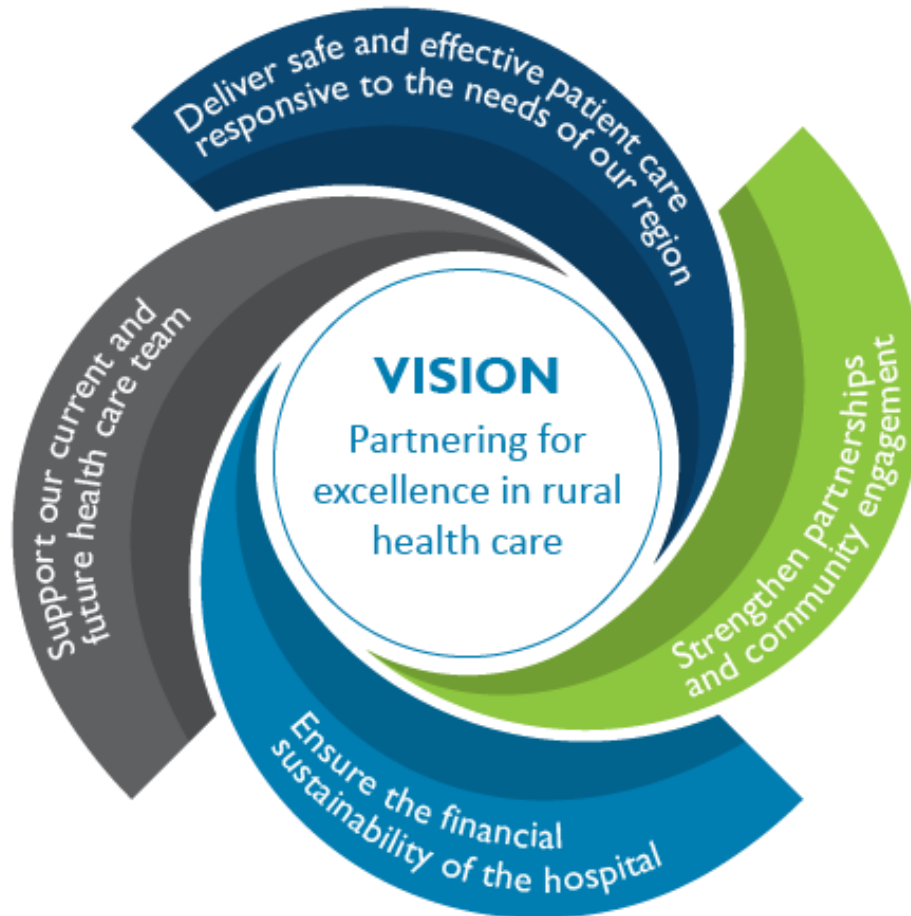 Deliver safe and effective patient care
responsive to the needs of our region
Strengthen partnerships
and community engagement
Ensure the financial
sustainability of the hospital
Support our current and
future health care team
VISION
Partnering for
excellence in rural
health care